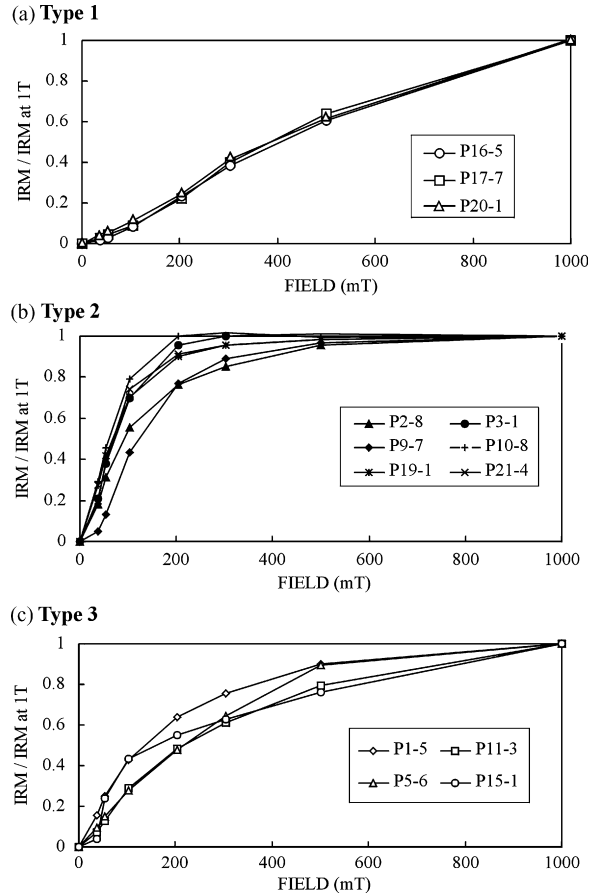 (a) Type 1
1
0.8
0.6
0.4
0.2
0
IRM / IRM at 1T
P16-5
P17-7
P20-1
0 200 400 600 800 1000
FIELD (mT)
(b) Type 2
1
0.8
0.6
0.4
0.2
0
IRM / IRM at 1T
P2-8 P3-1
P9-7 P10-8
P19-1 P21-4
0 200 400 600 800 1000
FIELD (mT)
(c) Type 3
1
0.8
0.6
0.4
0.2
0
IRM / IRM at 1T
P1-5 P11-3
P5-6 P15-1
0 200 400 600 800 1000
FIELD (mT)